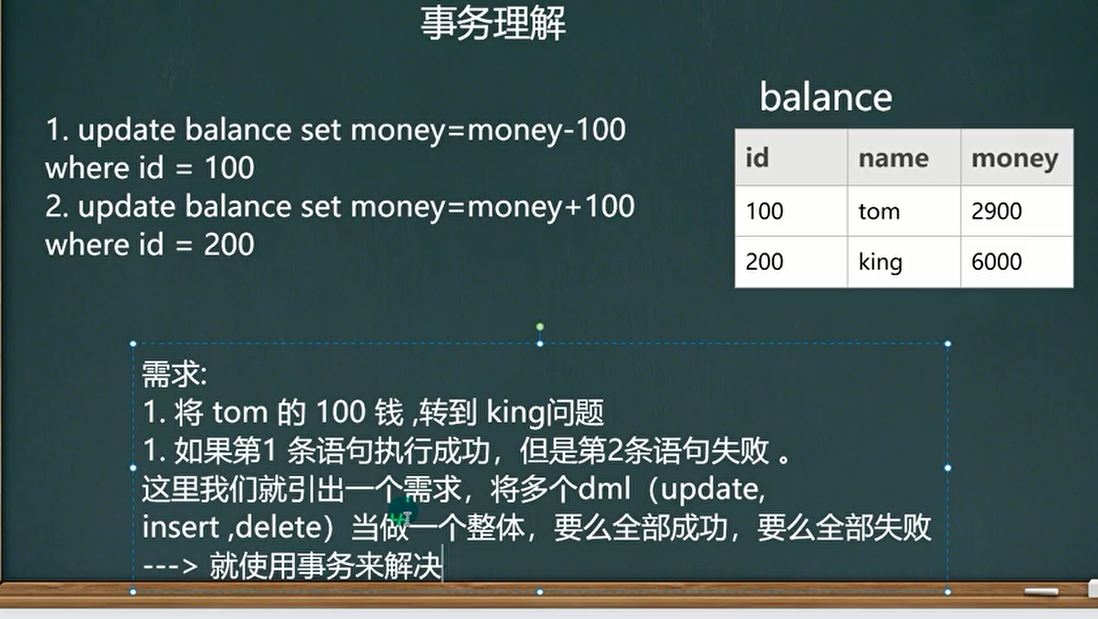 事务理解
1. update balance set money=money-100
where id = 100
2. update balance set money=money+100
where id = 200
balance
id name money
100 tom 2900
200 king 6000
需求:
1. 将 tom 的 100 钱 ,转到 king问题
1. 如果第1 条语句执行成功，但是第2条语句失败 。
这里我们就引出一个需求，将多个dml（update,
insert ,delete）当做一个整体，要么全部成功，要么全部失败
---> 就使用事务来解决